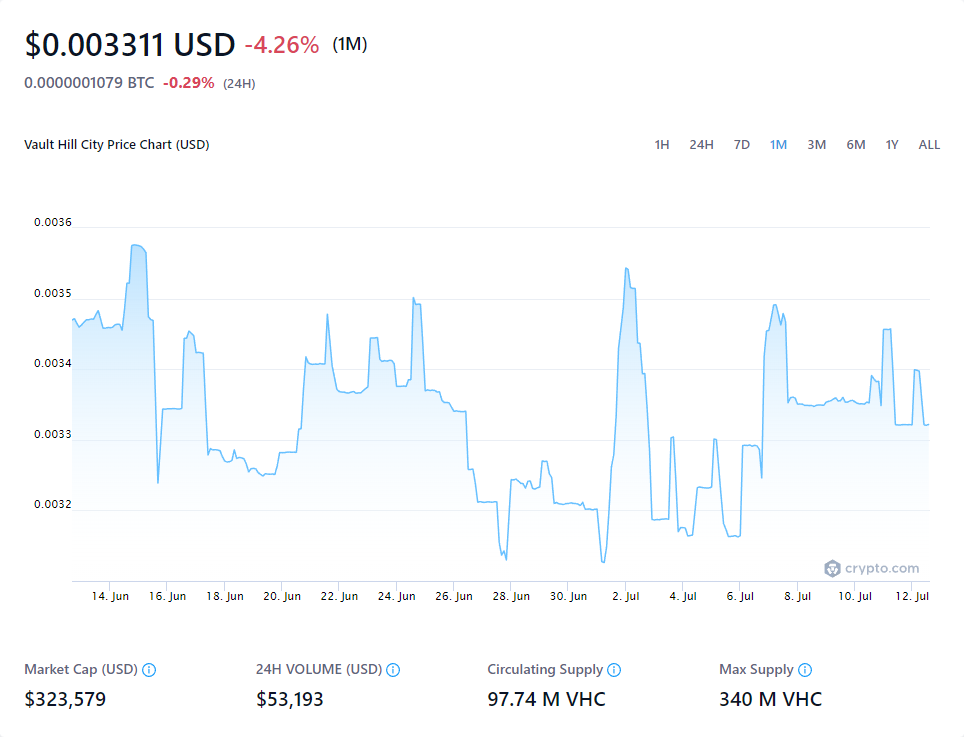 $0.003311 USD -4.26% (1M)
0.0000001079 BTC -0.29% (24H)
Vault Hill City Price Chart (USD) 1H 24H 7D 1M 3M 6M 1Y ALL
0.0036
0.0035
0.0034
0.0033
0.0032
crypto.com
14. Jun 16. Jun 18. Jun 20. Jun 22. Jun 24. Jun 26. Jun 28. Jun 30. Jun 2. Jul 4. Jul 6. Jul 8. Jul 10. Jul 12. Jul
Market Cap (USD) 24H VOLUME (USD) Circulating Supply Max Supply
$323,579 $53,193 97.74 M VHC 340 M VHC